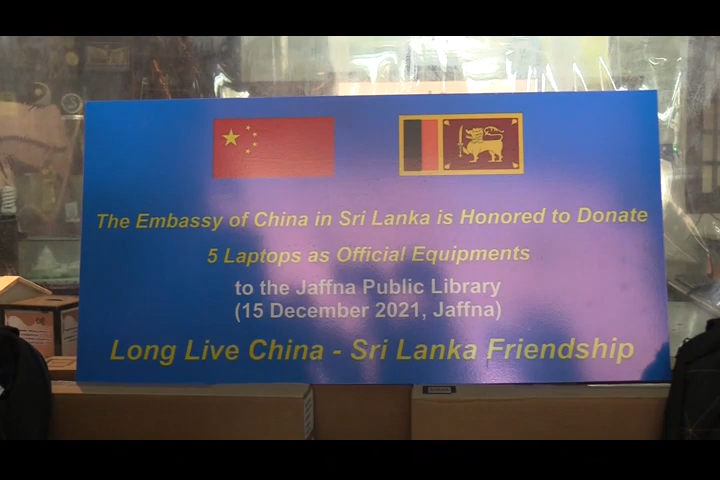 The Embassy of China in Sri Lanka is Honored to Donate
5 Laptops as Official Equipments
to the Jaffna Public Library
(15 December 2021, Jaffna)
Long Live China - Sri Lanka Friendship